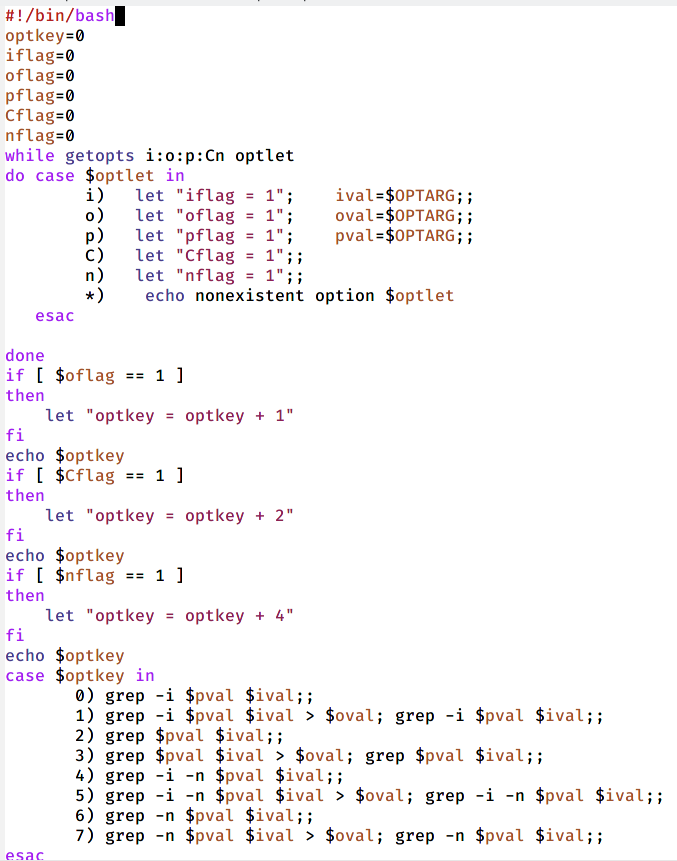 #!/bin/bash
optkey=0
iflag=0
oflag=0
pflag=0
Cflag=0
nflag=0
while getopts i:o:p:Cn optlet
do case $optlet in
        i)   let "iflag = 1";    ival=$OPTARG;;
        o)   let "oflag = 1";    oval=$OPTARG;;
        p)   let "pflag = 1";    pval=$OPTARG;;
        C)   let "Cflag = 1";;
        n)   let "nflag = 1";;
        *)    echo nonexistent option $optlet
   esac

done
if [ $oflag == 1 ]
then
    let "optkey = optkey + 1"
fi
echo $optkey
if [ $Cflag == 1 ]
then
    let "optkey = optkey + 2"
fi
echo $optkey
if [ $nflag == 1 ]
then
    let "optkey = optkey + 4"
fi
echo $optkey
case $optkey in
       0) grep -i $pval $ival;;
       1) grep -i $pval $ival > $oval; grep -i $pval $ival;;
       2) grep $pval $ival;;
       3) grep $pval $ival > $oval; grep $pval $ival;;
       4) grep -i -n $pval $ival;;
       5) grep -i -n $pval $ival > $oval; grep -i -n $pval $ival;;
       6) grep -n $pval $ival;;
       7) grep -n $pval $ival > $oval; grep -n $pval $ival;;
esac